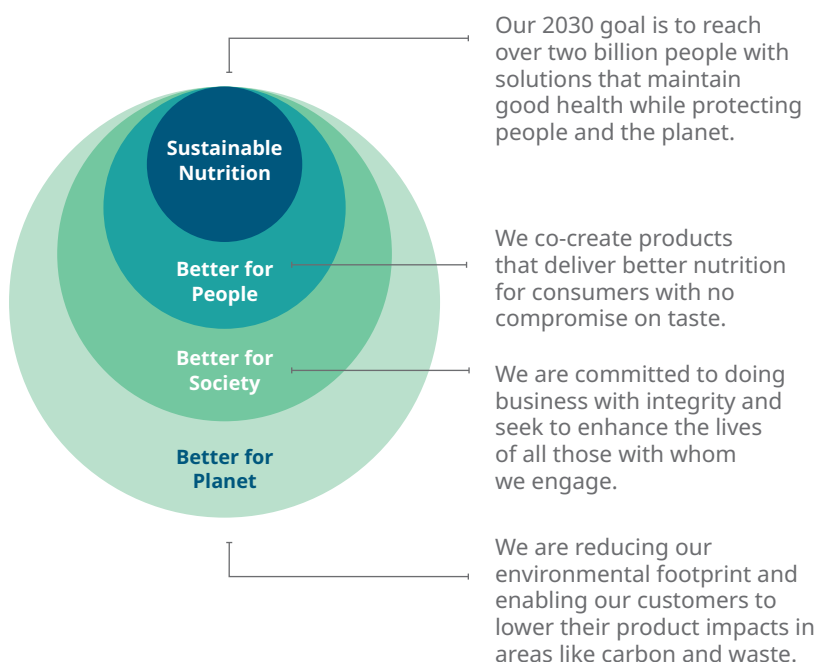 Our 2030 goal is to reach
over two billion people with
solutions that maintain
good health while protecting
people and the planet.
Sustainable
Nutrition
We co-create products
that deliver better nutrition
for consumers with no
compromise on taste.
Better for
People
Better for
Society
We are committed to doing
business with integrity and
seek to enhance the lives
of all those with whom
we engage.
Better for
Planet
We are reducing our
environmental footprint and
enabling our customers to
lower their product impacts in
areas like carbon and waste.